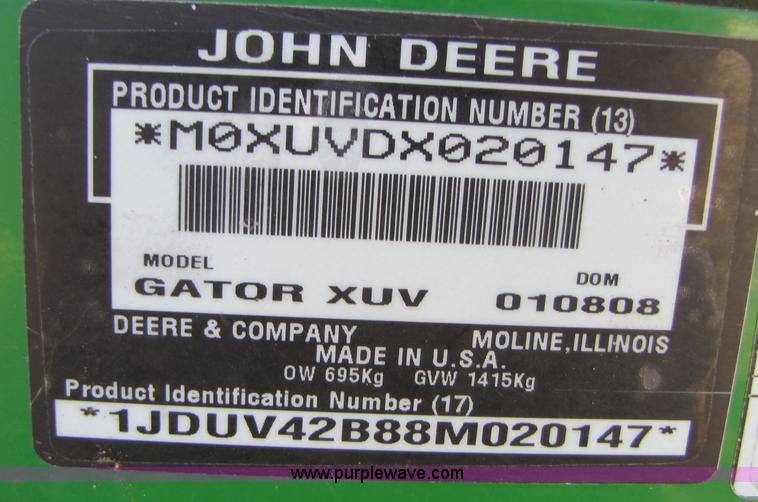 JOHN DEERE
PRODUCT IDENTIFICATION NUMBER (13)
*M0XUVDX020147*
MODEL DOM
GATOR XUV 010808
DEERE & COMPANY MOLINE, ILLINOIS
MADE IN U.S.A.
OW 695Kg GVW 1415Kg
Product Identification Number (17)
*1JDUV42B88M020147*
www.purplewave.com